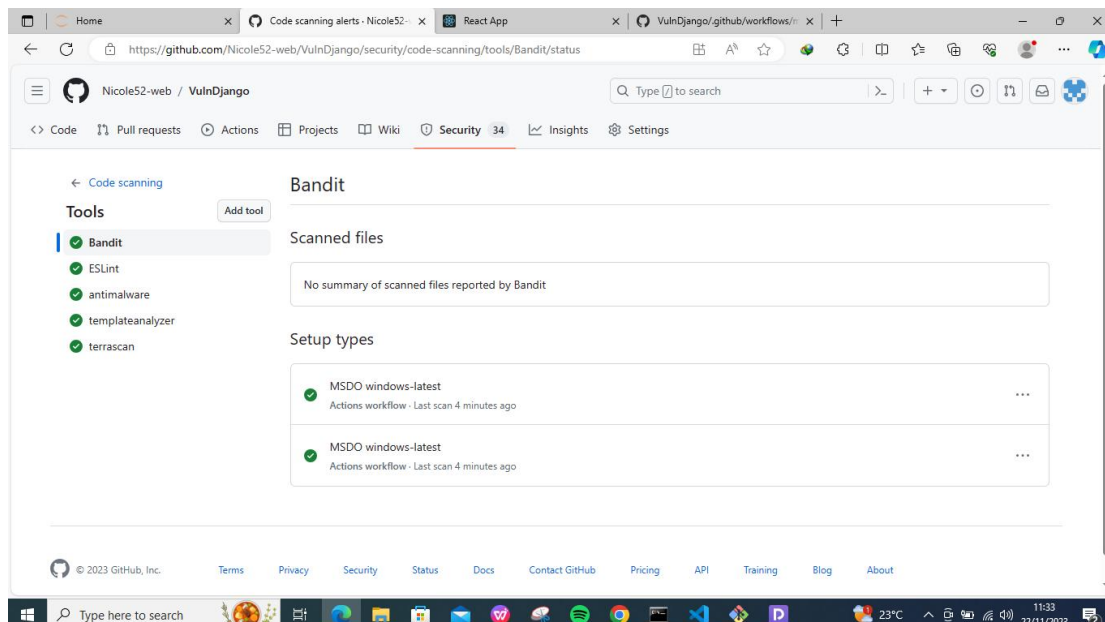 Home
Code scanning alerts · Nicole52-
React App
VulnDjango/.github/workflows/n
https://github.com/Nicole52-web/VulnDjango/security/code-scanning/tools/Bandit/status
Nicole52-web / VulnDjango
Type / to search
Code Pull requests Actions Projects Wiki Security 34 Insights Settings
← Code scanning
Tools
Add tool
Bandit
ESLint
antimalware
templateanalyzer
terrascan
Bandit
Scanned files
No summary of scanned files reported by Bandit
Setup types
MSDO windows-latest
Actions workflow · Last scan 4 minutes ago
MSDO windows-latest
Actions workflow · Last scan 4 minutes ago
© 2023 GitHub, Inc. Terms Privacy Security Status Docs Contact GitHub Pricing API Training Blog About
Type here to search
23°C
11:33
22/11/2023